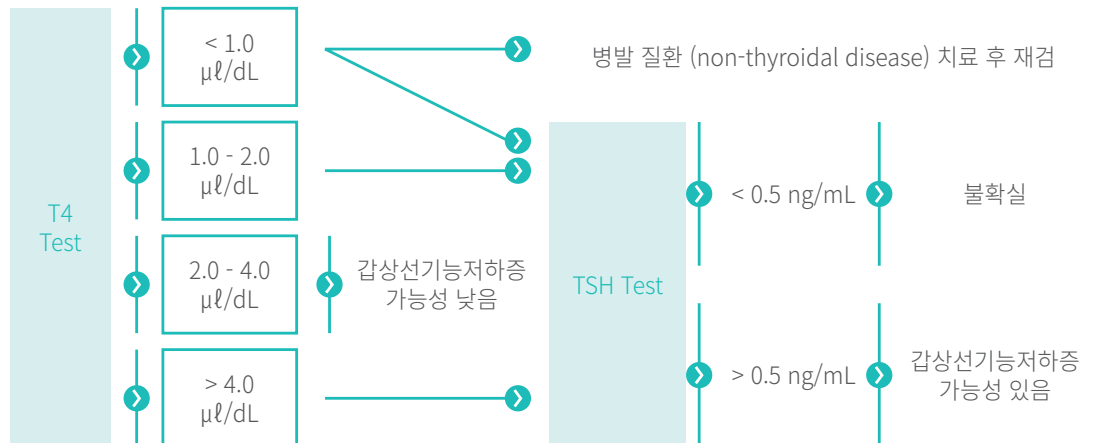 T4
Test
< 1.0
μℓ/dL
병발 질환 (non-thyroidal disease) 치료 후 재검
1.0 - 2.0
μℓ/dL
2.0 - 4.0
μℓ/dL
갑상선기능저하증
가능성 낮음
> 4.0
μℓ/dL
TSH Test
< 0.5 ng/mL
불확실
> 0.5 ng/mL
갑상선기능저하증
가능성 있음